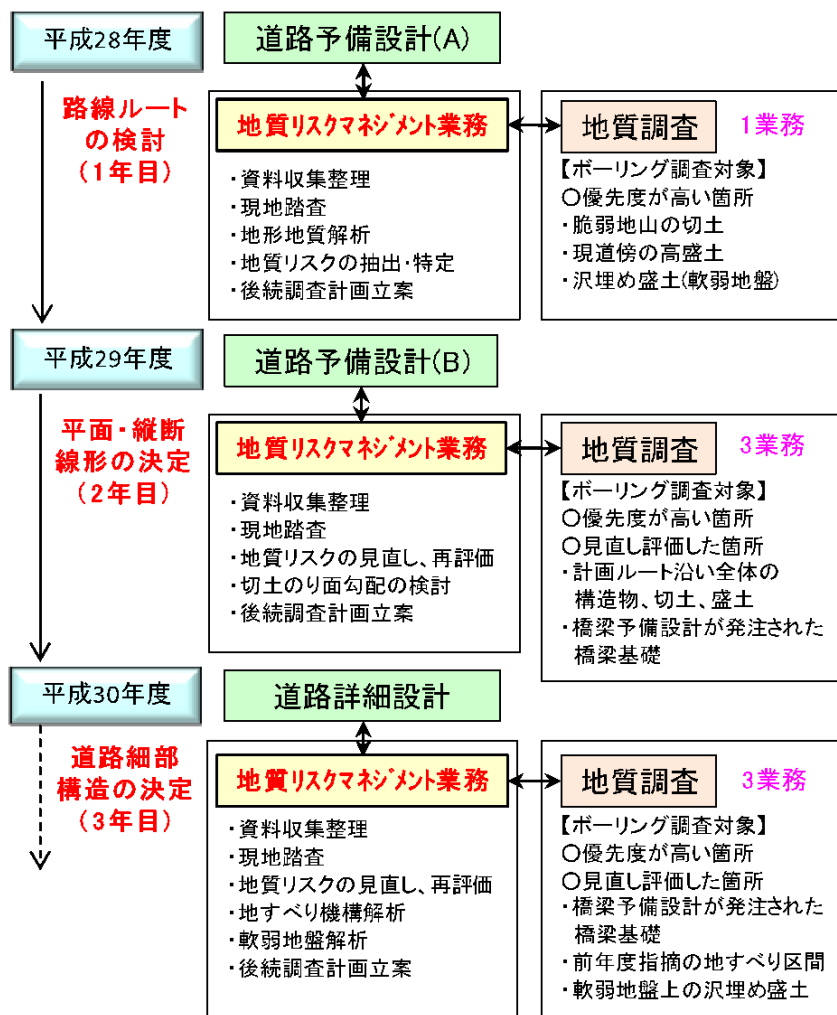 平成28年度
道路予備設計(A)
路線ルート
の検討
(1年目)
地質リスクマネジメント業務
・資料収集整理
・現地踏査
・地形地質解析
・地質リスクの抽出・特定
・後続調査計画立案
地質調査
1業務
【ボーリング調査対象】
○優先度が高い箇所
・脆弱地山の切土
・現道傍の高盛土
・沢埋め盛土(軟弱地盤)
平成29年度
道路予備設計(B)
平面・縦断
線形の決定
(2年目)
地質リスクマネジメント業務
・資料収集整理
・現地踏査
・地質リスクの見直し、再評価
・切土のり面勾配の検討
・後続調査計画立案
地質調査
3業務
【ボーリング調査対象】
○優先度が高い箇所
○見直し評価した箇所
・計画ルート沿い全体の
構造物、切土、盛土
・橋梁予備設計が発注された
橋梁基礎
平成30年度
道路詳細設計
道路細部
構造の決定
(3年目)
地質リスクマネジメント業務
・資料収集整理
・現地踏査
・地質リスクの見直し、再評価
・地すべり機構解析
・軟弱地盤解析
・後続調査計画立案
地質調査
3業務
【ボーリング調査対象】
○優先度が高い箇所
○見直し評価した箇所
・橋梁予備設計が発注された
橋梁基礎
・前年度指摘の地すべり区間
・軟弱地盤上の沢埋め盛土